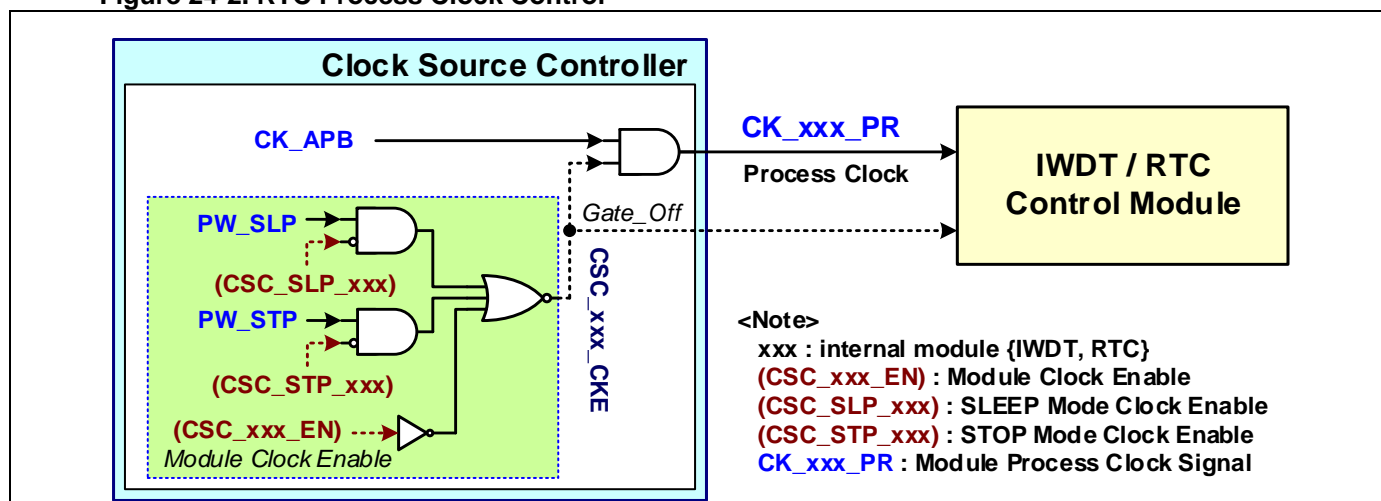 Figure 24-2. RTC Process Clock Control
Clock Source Controller
CK_APB
CK_xxx_PR
Process Clock
IWDT / RTC
Control Module
Gate_Off
PW_SLP
(CSC_SLP_xxx)
PW_STP
(CSC_STP_xxx)
(CSC_xxx_EN)
Module Clock Enable
CSC_xxx_CKE
<Note>
xxx : internal module {IWDT, RTC}
(CSC_xxx_EN) : Module Clock Enable
(CSC_SLP_xxx) : SLEEP Mode Clock Enable
(CSC_STP_xxx) : STOP Mode Clock Enable
CK_xxx_PR : Module Process Clock Signal